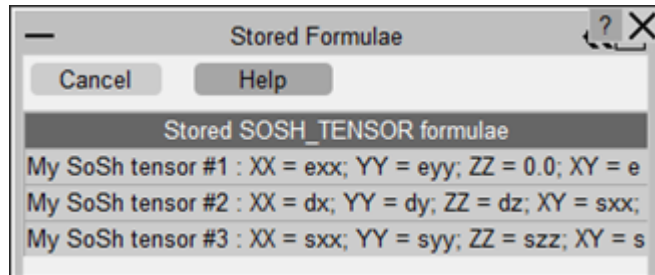 Stored Formulae
?
Cancel Help
Stored SOSH_TENSOR formulae
My SoSh tensor #1 : XX = exx; YY = eyy; ZZ = 0.0; XY = e
My SoSh tensor #2 : XX = dx; YY = dy; ZZ = dz; XY = sxx;
My SoSh tensor #3 : XX = sxx; YY = syy; ZZ = szz; XY = s